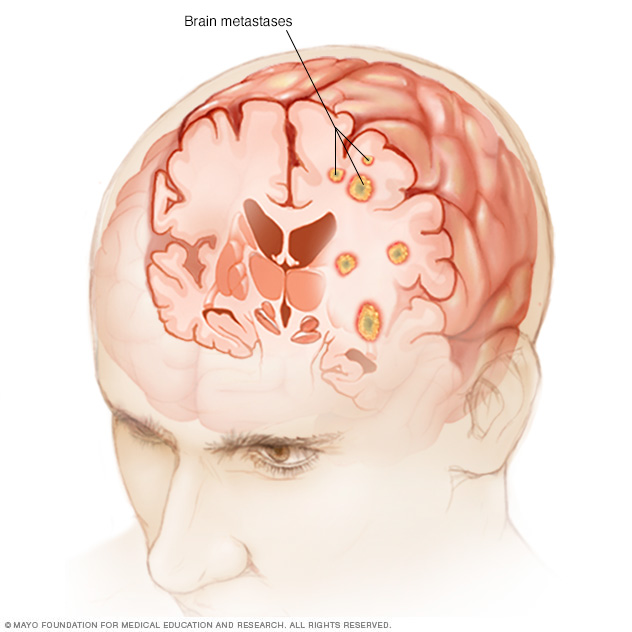 Brain metastases
© MAYO FOUNDATION FOR MEDICAL EDUCATION AND RESEARCH. ALL RIGHTS RESERVED.